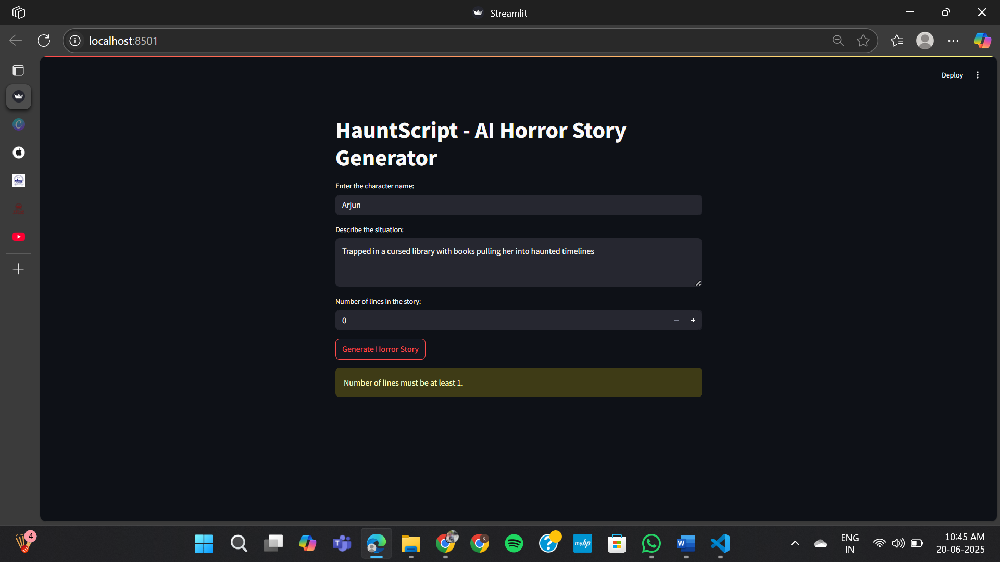 Streamlit
localhost:8501
Deploy
HauntScript - AI Horror Story
Generator
Enter the character name:
Arjun
Describe the situation:
Trapped in a cursed library with books pulling her into haunted timelines
Number of lines in the story:
0
Generate Horror Story
Number of lines must be at least 1.
4
K
myhp
W
ENG
IN
10:45 AM
20-06-2025